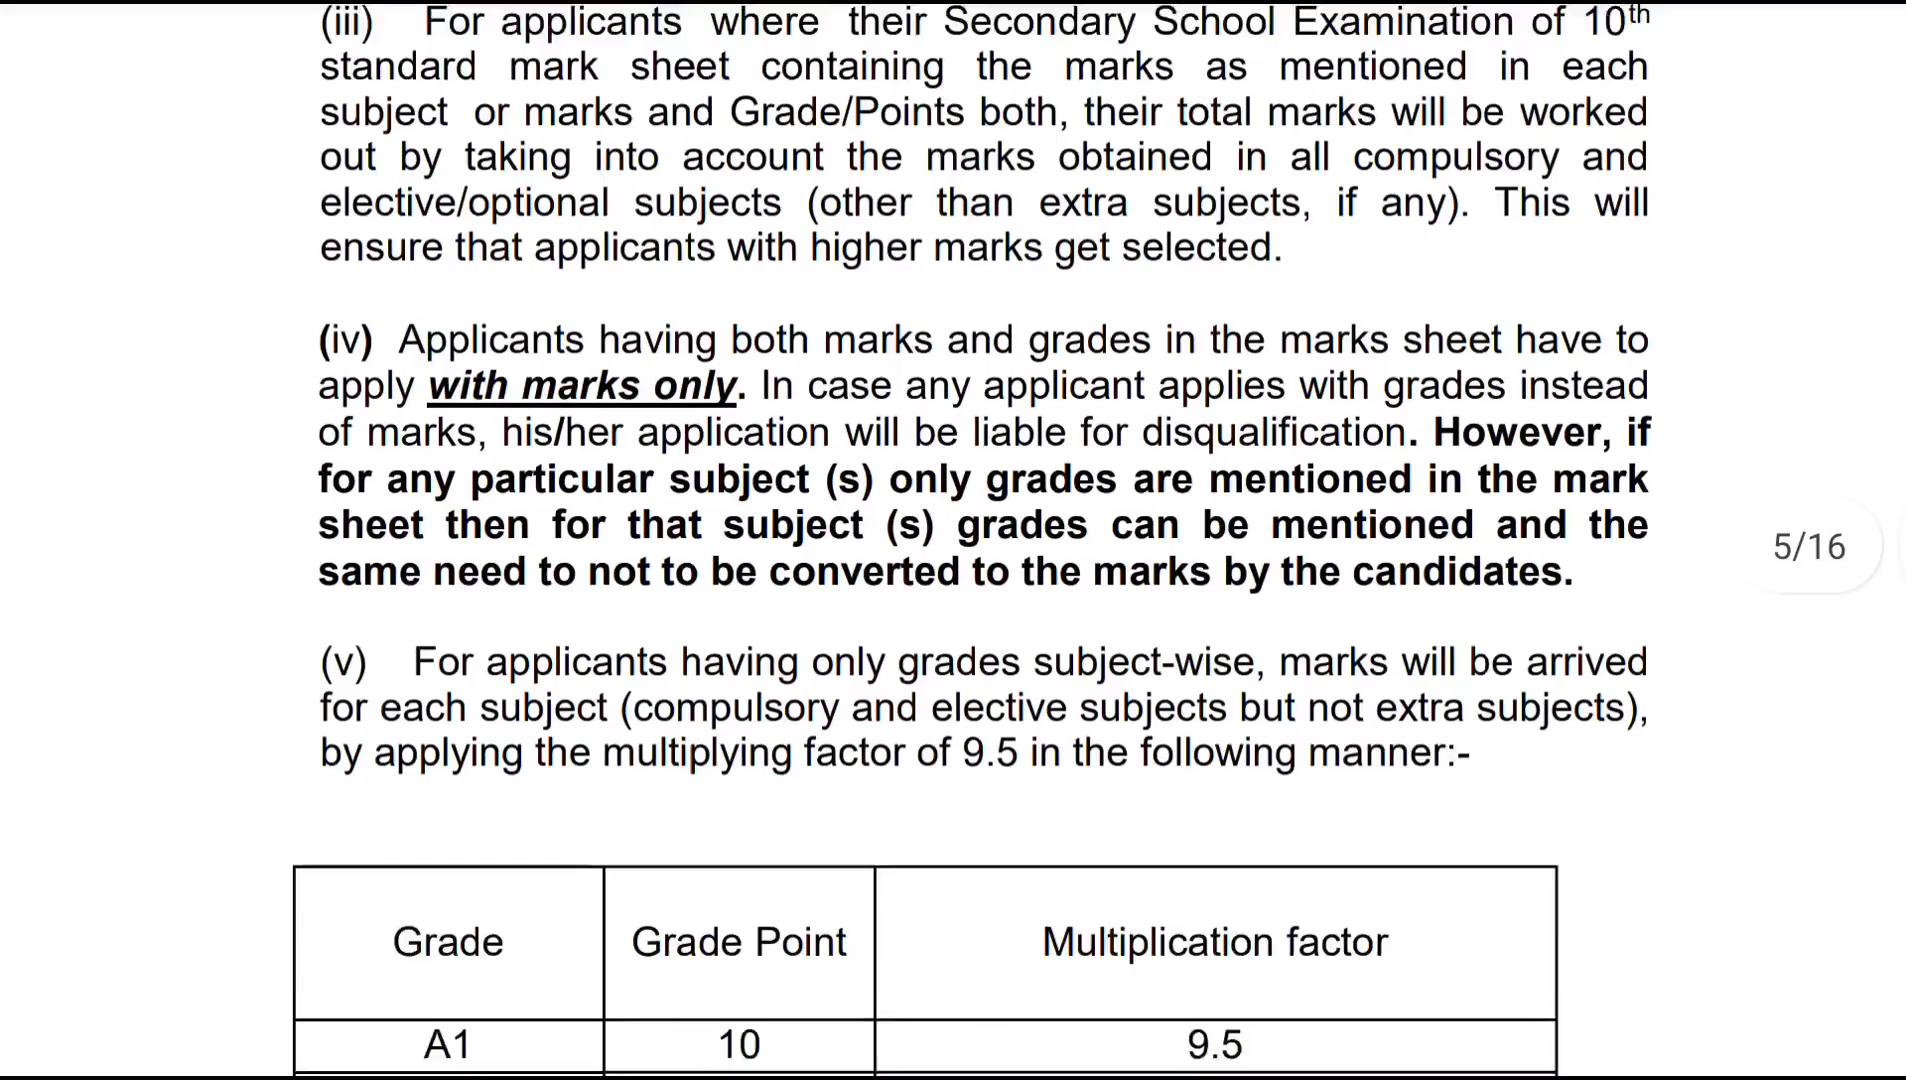 (iii) For applicants where their Secondary School Examination of 10th
standard mark sheet containing the marks as mentioned in each
subject or marks and Grade/Points both, their total marks will be worked
out by taking into account the marks obtained in all compulsory and
elective/optional subjects (other than extra subjects, if any). This will
ensure that applicants with higher marks get selected.
(iv) Applicants having both marks and grades in the marks sheet have to
apply with marks only. In case any applicant applies with grades instead
of marks, his/her application will be liable for disqualification. However, if
for any particular subject (s) only grades are mentioned in the mark
sheet then for that subject (s) grades can be mentioned and the
same need to not to be converted to the marks by the candidates.
5/16
(v) For applicants having only grades subject-wise, marks will be arrived
for each subject (compulsory and elective subjects but not extra subjects),
by applying the multiplying factor of 9.5 in the following manner:-
Grade Grade Point Multiplication factor
A1 10 9.5